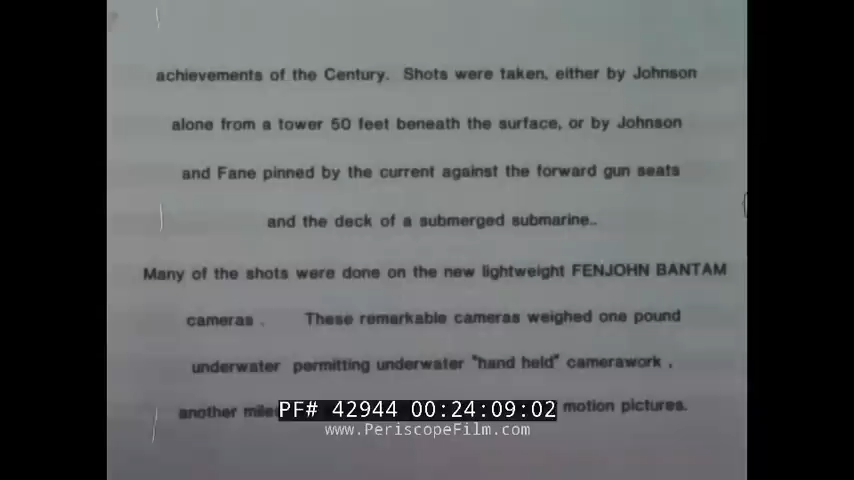 achievements of the Century. Shots were taken, either by Johnson
alone from a tower 50 feet beneath the surface, or by Johnson
and Fane pinned by the current against the forward gun seats
and the deck of a submerged submarine..
Many of the shots were done on the new lightweight FENJOHN BANTAM
cameras . These remarkable cameras weighed one pound
underwater permitting underwater "hand held" camerawork ,
another motion pictures.
PF# 42944 00:24:09:02
www.PeriscopeFilm.com